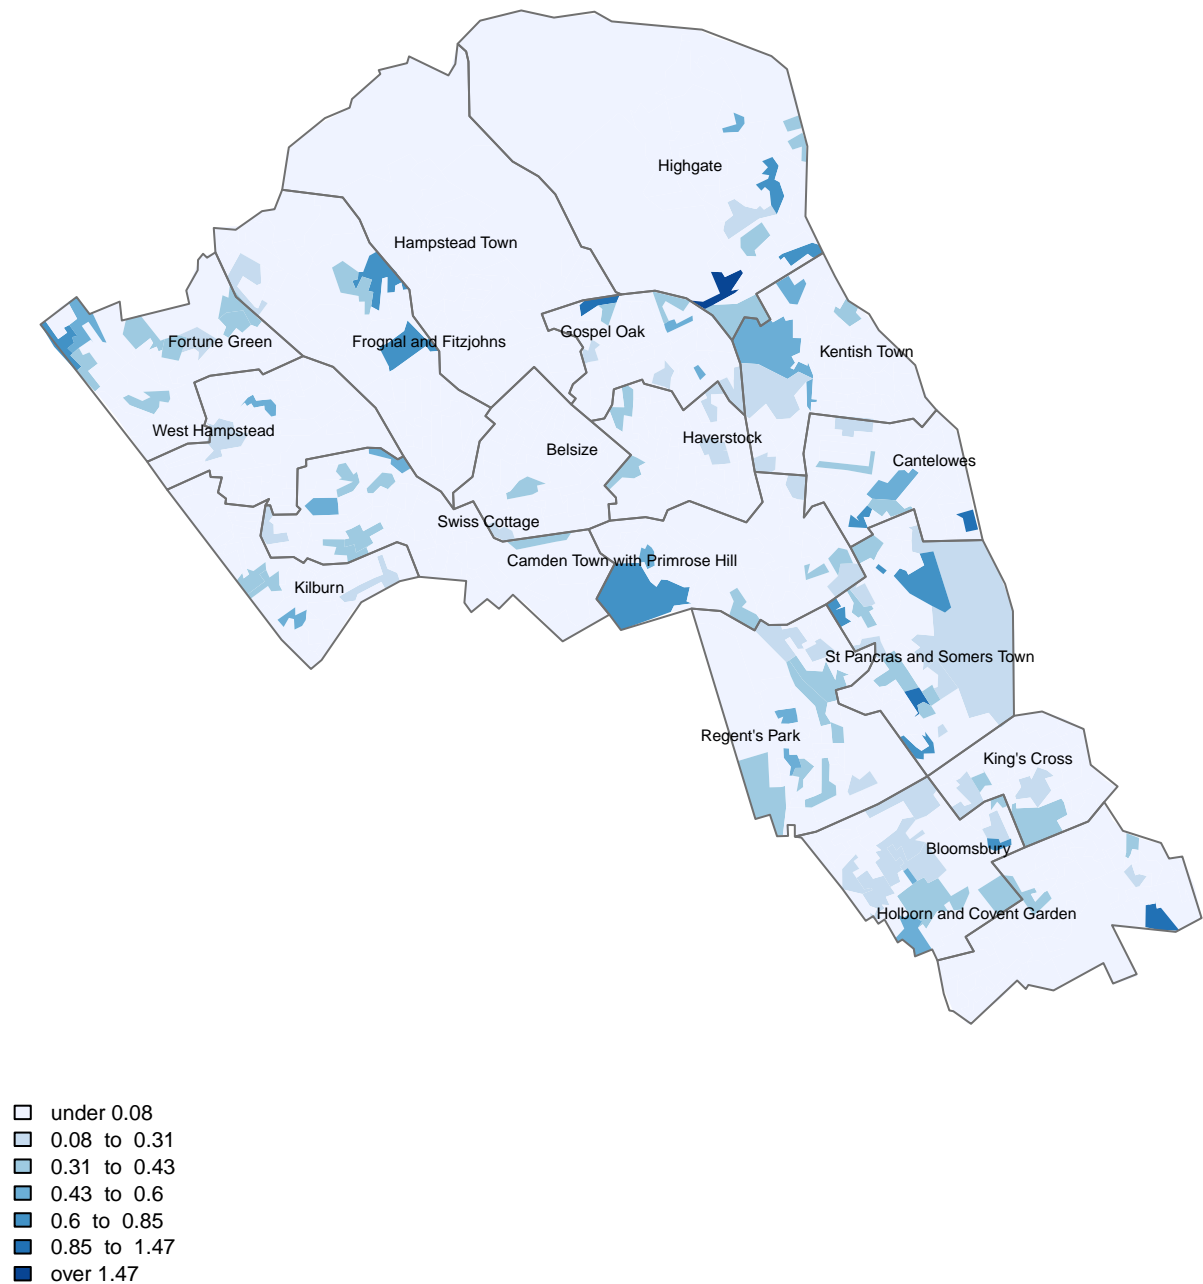 Highgate
Hampstead Town
Gospel Oak
Fortune Green
Frognal and Fitzjohns
Kentish Town
West Hampstead
Haverstock
Belsize
Cantelowes
Swiss Cottage
Camden Town with Primrose Hill
Kilburn
St Pancras and Somers Town
Regent's Park
King's Cross
Bloomsbury
Holborn and Covent Garden
under 0.08
0.08 to 0.31
0.31 to 0.43
0.43 to 0.6
0.6 to 0.85
0.85 to 1.47
over 1.47